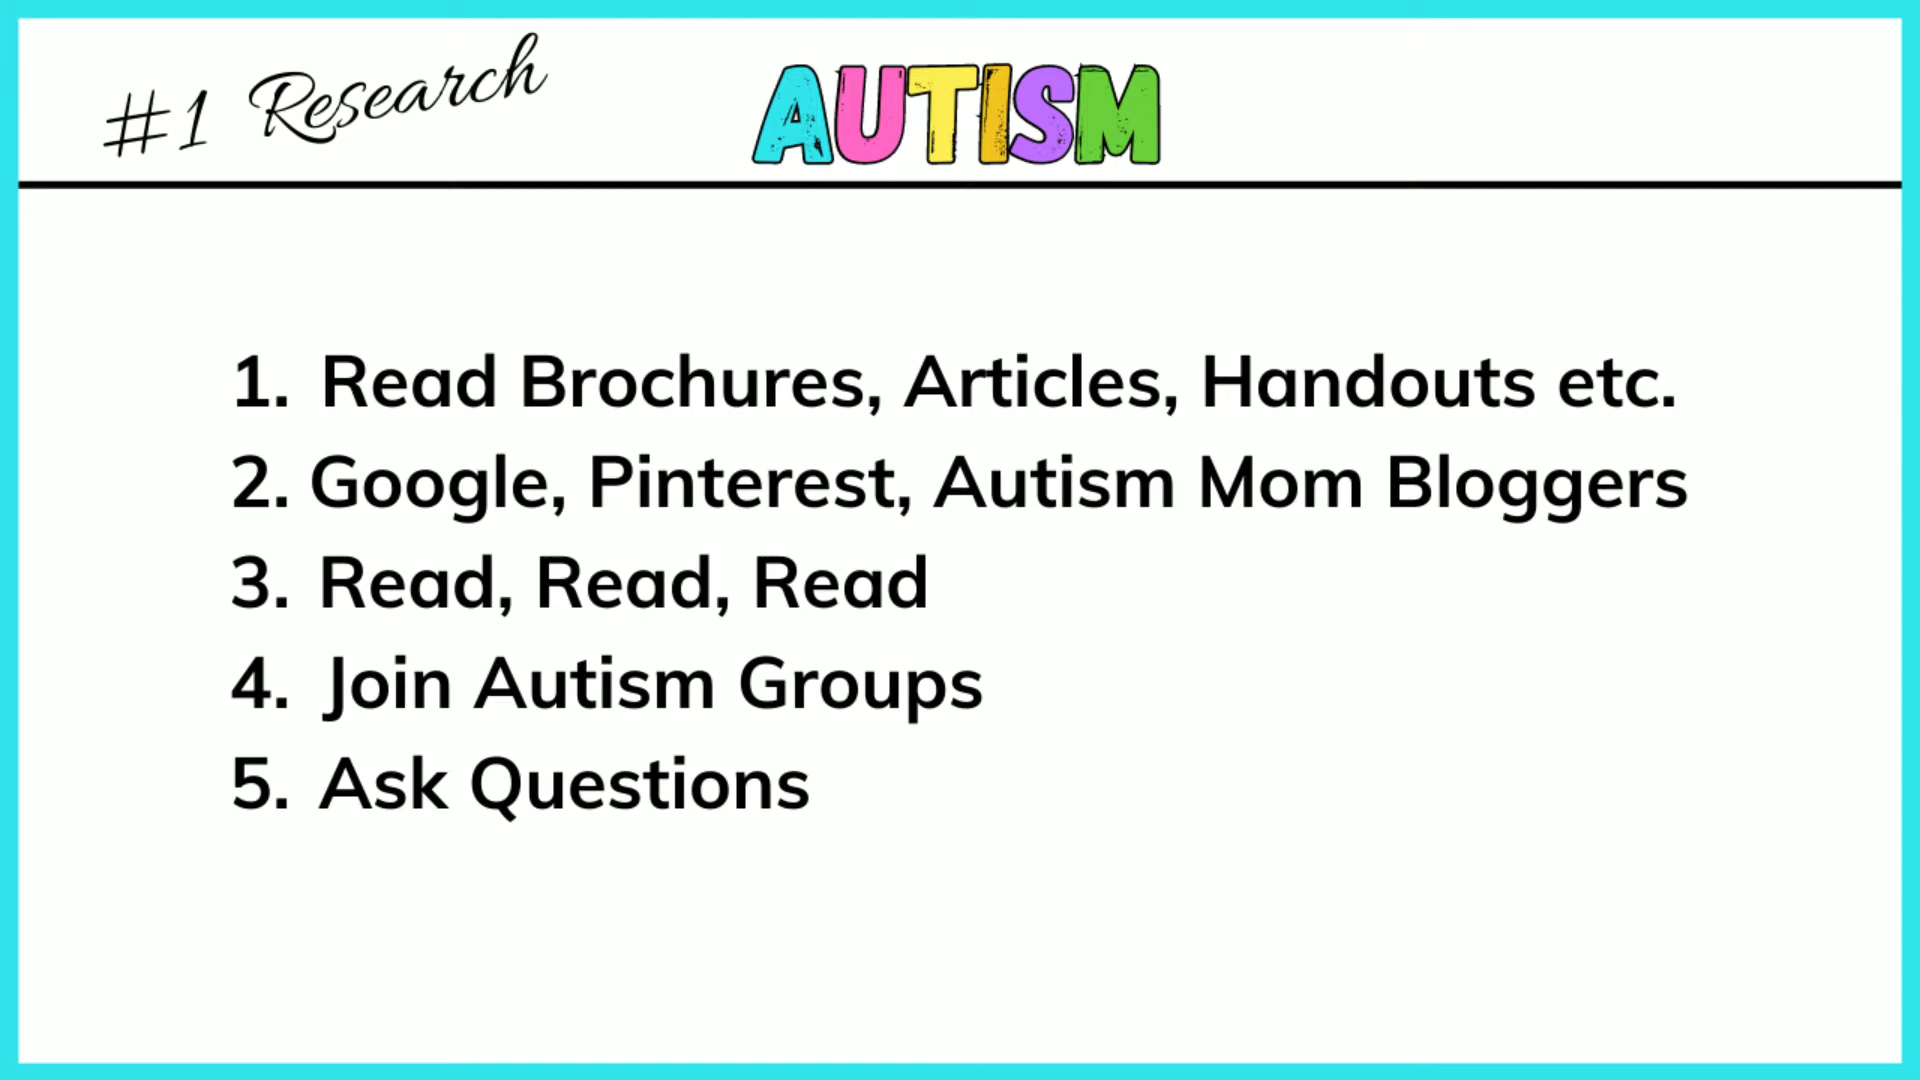 #1 Research
AUTISM
1. Read Brochures, Articles, Handouts etc.
2. Google, Pinterest, Autism Mom Bloggers
3. Read, Read, Read
4. Join Autism Groups
5. Ask Questions